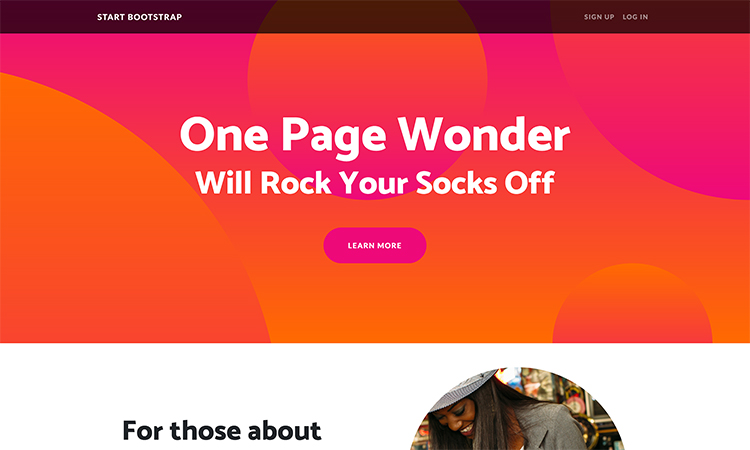 START BOOTSTRAP
SIGN UP LOG IN
One Page Wonder
Will Rock Your Socks Off
LEARN MORE
For those about